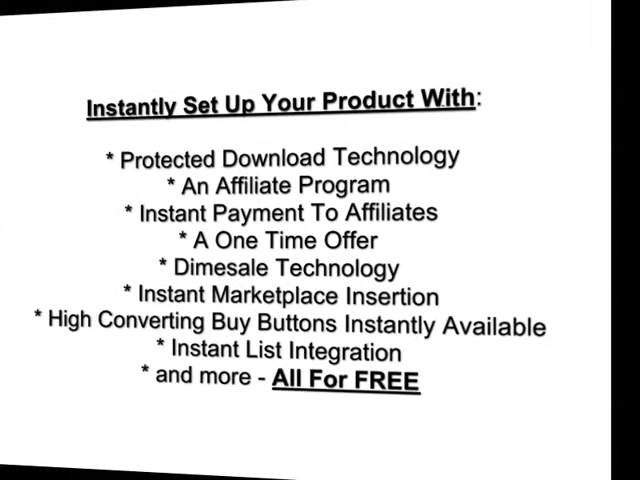 Instantly Set Up Your Product With:
* Protected Download Technology
* An Affiliate Program
* Instant Payment To Affiliates
* A One Time Offer
* Dimesale Technology
* Instant Marketplace Insertion
* High Converting Buy Buttons Instantly Available
* Instant List Integration
* and more - All For FREE